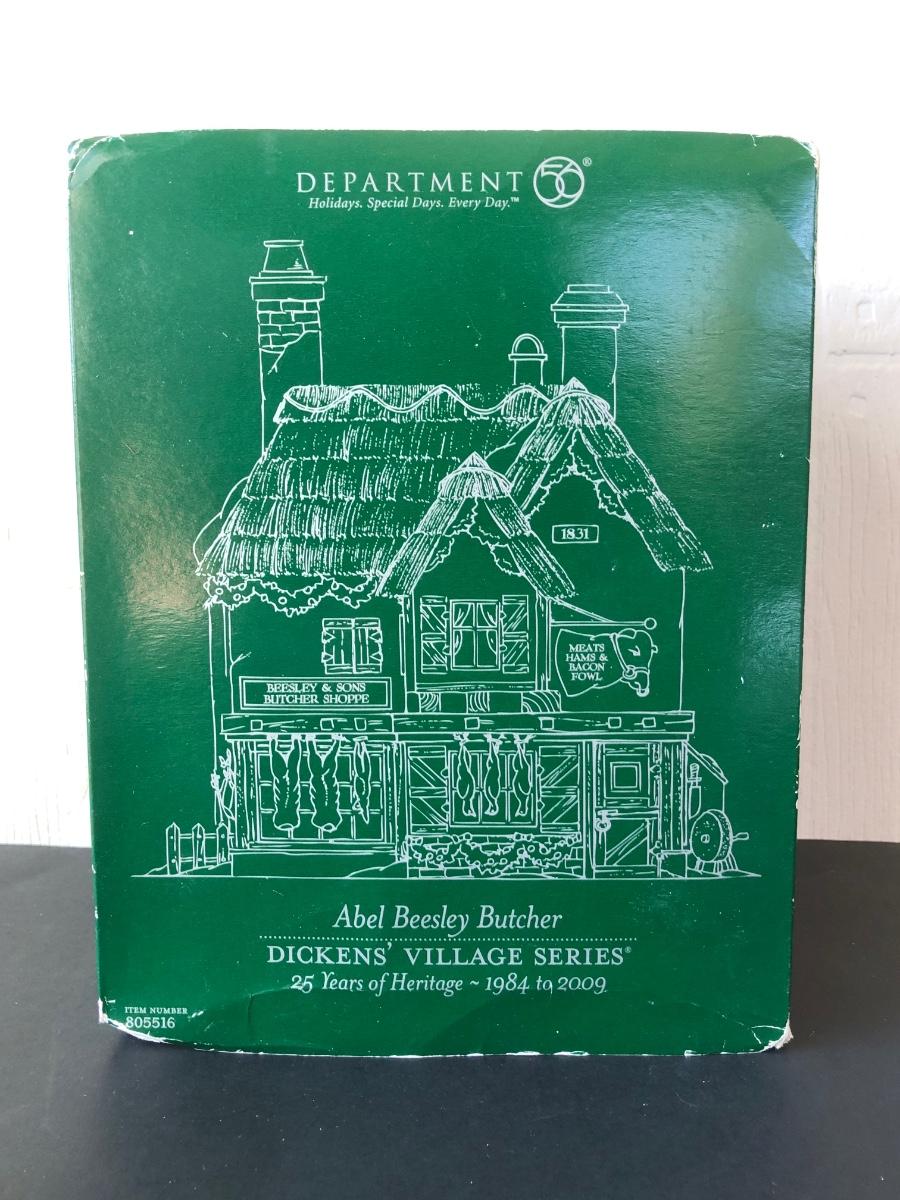 DEPARTMENT 56®
Holidays. Special Days. Every Day.™
1831
MEATS
HAMS &
BACON
FOWL
BEESLEY & SONS
BUTCHER SHOPPE
Abel Beesley Butcher
DICKENS' VILLAGE SERIES®
25 Years of Heritage ~ 1984 to 2009
ITEM NUMBER
805516